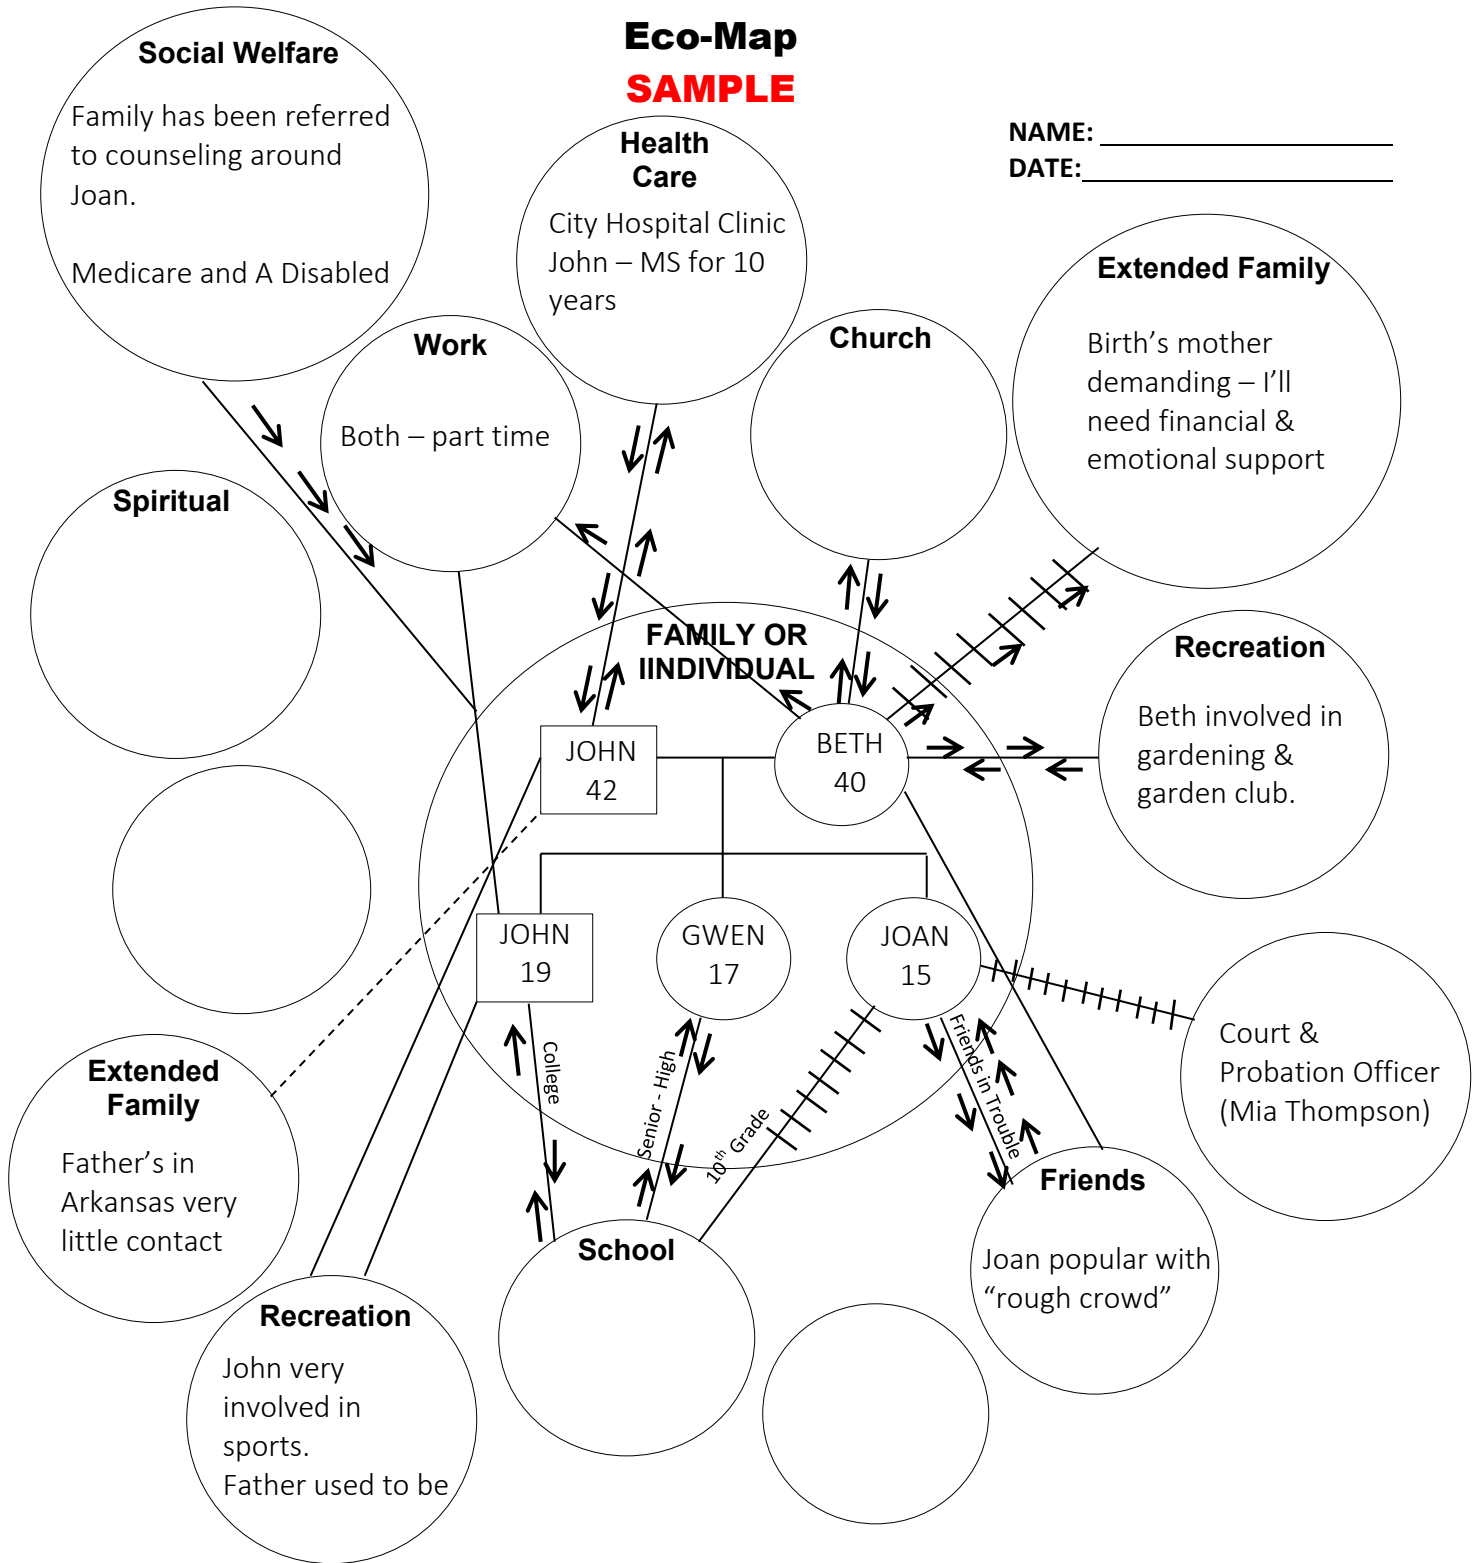 Eco-Map
SAMPLE
NAME:
DATE:
Social Welfare
Family has been referred
to counseling around
Joan.
Medicare and A Disabled
Health
Care
City Hospital Clinic
John – MS for 10
years
Extended Family
Birth’s mother
demanding – I’ll
need financial &
emotional support
Work
Both – part time
Church
Spiritual
FAMILY OR
IINDIVIDUAL
Recreation
Beth involved in
gardening &
garden club.
JOHN
42
BETH
40
JOHN
19
GWEN
17
JOAN
15
College
Senior - High
10th Grade
Friends in Trouble
Court &
Probation Officer
(Mia Thompson)
Extended
Family
Father’s in
Arkansas very
little contact
Friends
Joan popular with
“rough crowd”
School
Recreation
John very
involved in
sports.
Father used to be